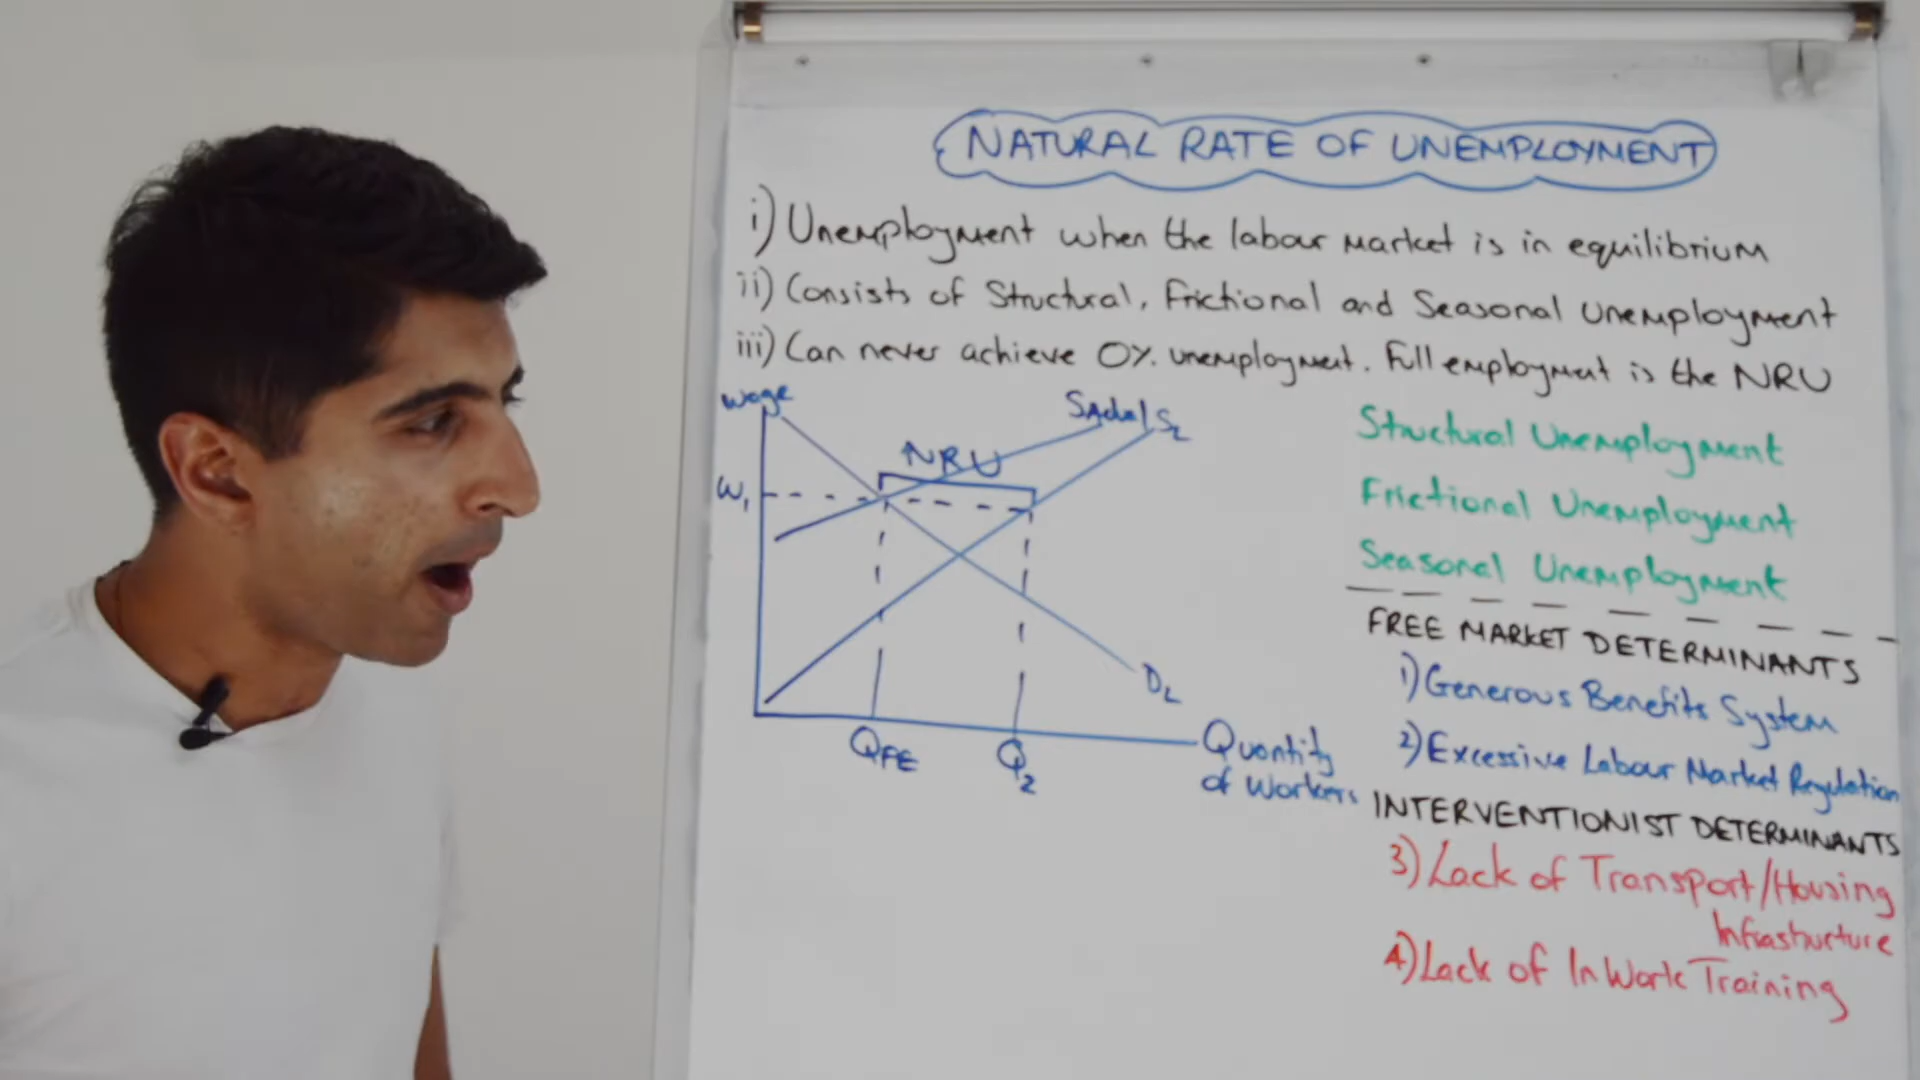 NATURAL RATE OF UNEMPLOYMENT
i) Unemployment when the labour market is in equilibrium
ii) Consists of Structural, Frictional and Seasonal Unemployment
iii) Can never achieve 0% unemployment. Full employment is the NRU
Wage
SActual SL
NRU
W1
DL
QFE
Q2
Quantity
of Workers
Structural Unemployment
Frictional Unemployment
Seasonal Unemployment
FREE MARKET DETERMINANTS
1) Generous Benefits System
2) Excessive Labour Market Regulation
INTERVENTIONIST DETERMINANTS
3) Lack of Transport/Housing
Infrastructure
4) Lack of In Work Training